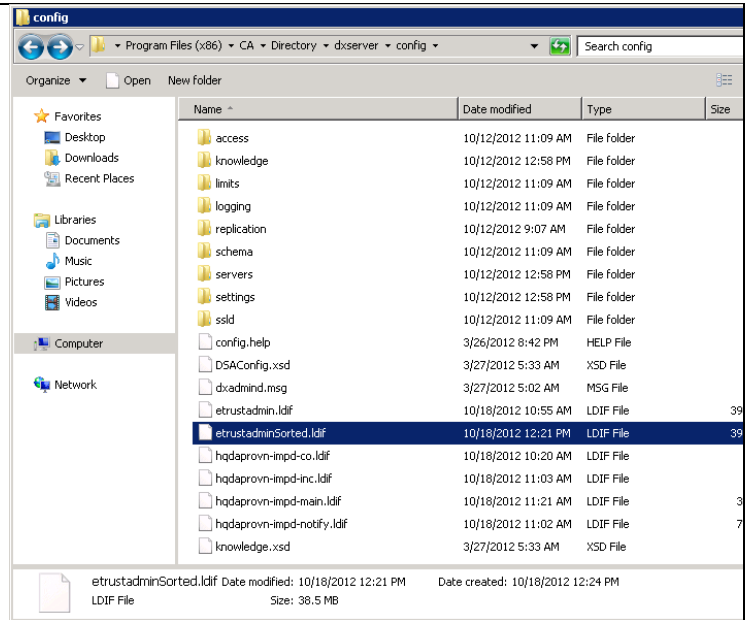 config
Program Files (x86) CA Directory dxserver config Search config
Organize Open New folder
Favorites
Desktop
Downloads
Recent Places
Libraries
Documents
Music
Pictures
Videos
Computer
Network
Name Date modified Type Size
access 10/12/2012 11:09 AM File folder
knowledge 10/12/2012 12:58 PM File folder
limits 10/12/2012 11:09 AM File folder
logging 10/12/2012 11:09 AM File folder
replication 10/12/2012 9:07 AM File folder
schema 10/12/2012 11:09 AM File folder
servers 10/12/2012 12:58 PM File folder
settings 10/12/2012 12:58 PM File folder
ssld 10/12/2012 11:09 AM File folder
config.help 3/26/2012 8:42 PM HELP File
DSAConfig.xsd 3/27/2012 5:33 AM XSD File
dxadmind.msg 3/27/2012 5:02 AM MSG File
etrustadmin.ldif 10/18/2012 10:55 AM LDIF File 39
etrustadminSorted.ldif 10/18/2012 12:21 PM LDIF File 39
hqdaprovn-impd-co.ldif 10/18/2012 10:20 AM LDIF File
hqdaprovn-impd-inc.ldif 10/18/2012 11:03 AM LDIF File
hqdaprovn-impd-main.ldif 10/18/2012 11:21 AM LDIF File 3
hqdaprovn-impd-notify.ldif 10/18/2012 11:02 AM LDIF File 7
knowledge.xsd 3/27/2012 5:33 AM XSD File
etrustadminSorted.ldif Date modified: 10/18/2012 12:21 PM Date created: 10/18/2012 12:24 PM
LDIF File Size: 38.5 MB